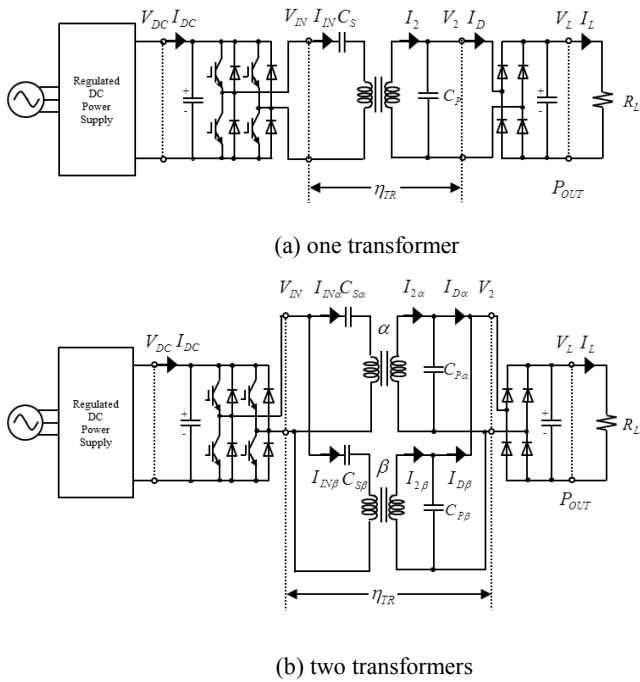 V_DC I_DC V_IN I_IN C_S I_2 V_2 I_D V_L I_L
Regulated
DC
Power
Supply
+
-
C_P
+
-
R_L
η_TR
P_OUT
(a) one transformer
V_IN I_INα C_Sα I_2α I_Dα V_2
V_DC I_DC α V_L I_L
Regulated
DC
Power
Supply
+
-
C_Pα
+
-
R_L
β
I_INβ C_Sβ I_2β I_Dβ
C_Pβ
P_OUT
η_TR
(b) two transformers